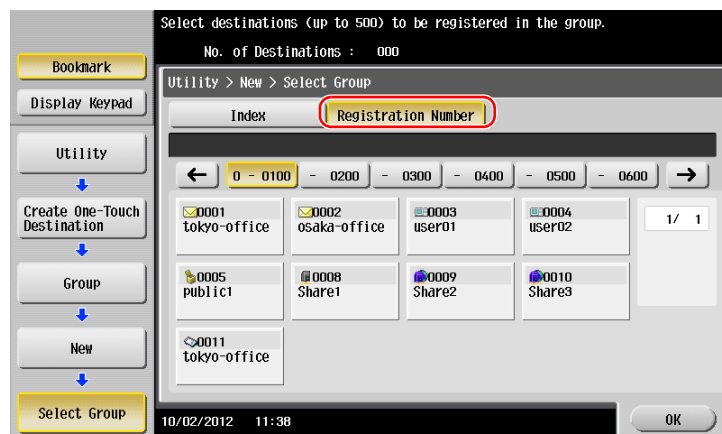 Select destinations (up to 500) to be registered in the group.
No. of Destinations : 000
Bookmark
Display Keypad
Utility
Create One-Touch
Destination
Group
New
Select Group
Utility > New > Select Group
Index
Registration Number
← 0 - 0100 - 0200 - 0300 - 0400 - 0500 - 0600 →
0001
tokyo-office
0002
osaka-office
0003
user01
0004
user02
1/ 1
0005
public1
0008
Share1
0009
Share2
0010
Share3
0011
tokyo-office
10/02/2012 11:38
OK